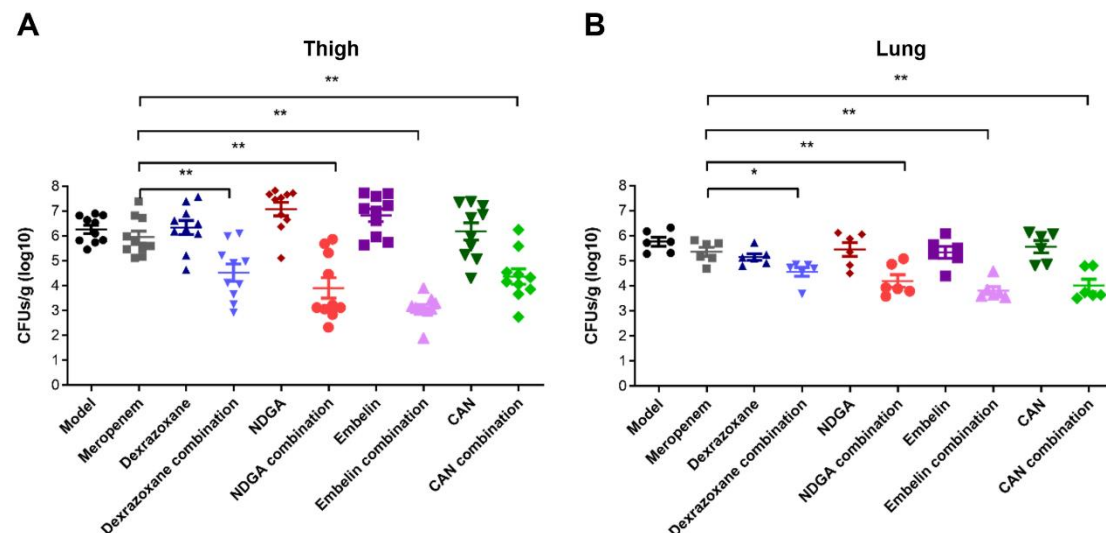 A
Thigh
**
**
**
**
CFUs/g (log10)
8
7
6
5
4
3
2
1
0
Model
Meropenem
Dexrazoxane
Dexrazoxane combination
NDGA
NDGA combination
Embelin
Embelin combination
CAN
CAN combination
B
Lung
**
**
**
*
CFUs/g (log10)
8
7
6
5
4
3
2
1
0
Model
Meropenem
Dexrazoxane
Dexrazoxane combination
NDGA
NDGA combination
Embelin
Embelin combination
CAN
CAN combination